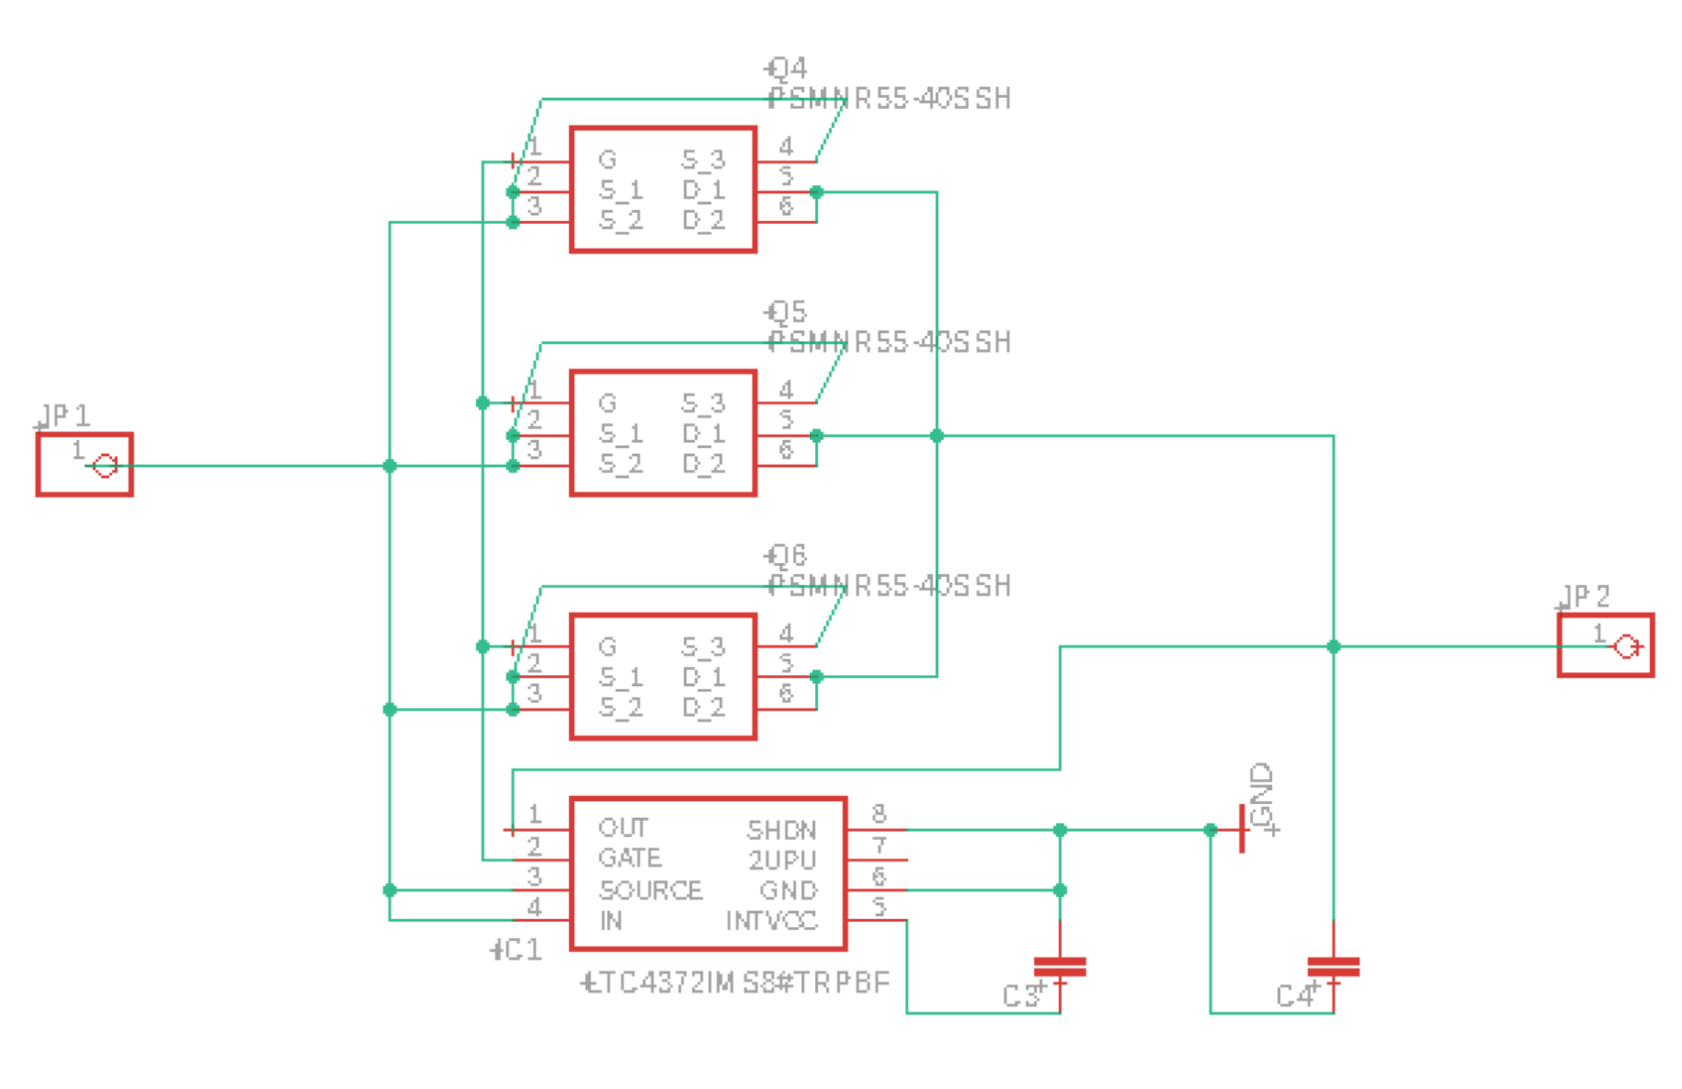 Q4
PSMNR55-40SSH
1 G S_3 4
2 S_1 D_1 5
3 S_2 D_2 6
Q5
PSMNR55-40SSH
1 G S_3 4
2 S_1 D_1 5
3 S_2 D_2 6
JP1
1
Q6
PSMNR55-40SSH
1 G S_3 4
2 S_1 D_1 5
3 S_2 D_2 6
JP2
1
GND
1 OUT SHDN 8
2 GATE 2UPU 7
3 SOURCE GND 6
4 IN INTVCC 5
IC1
LTC4372IMS8#TRPBF
C3
C4